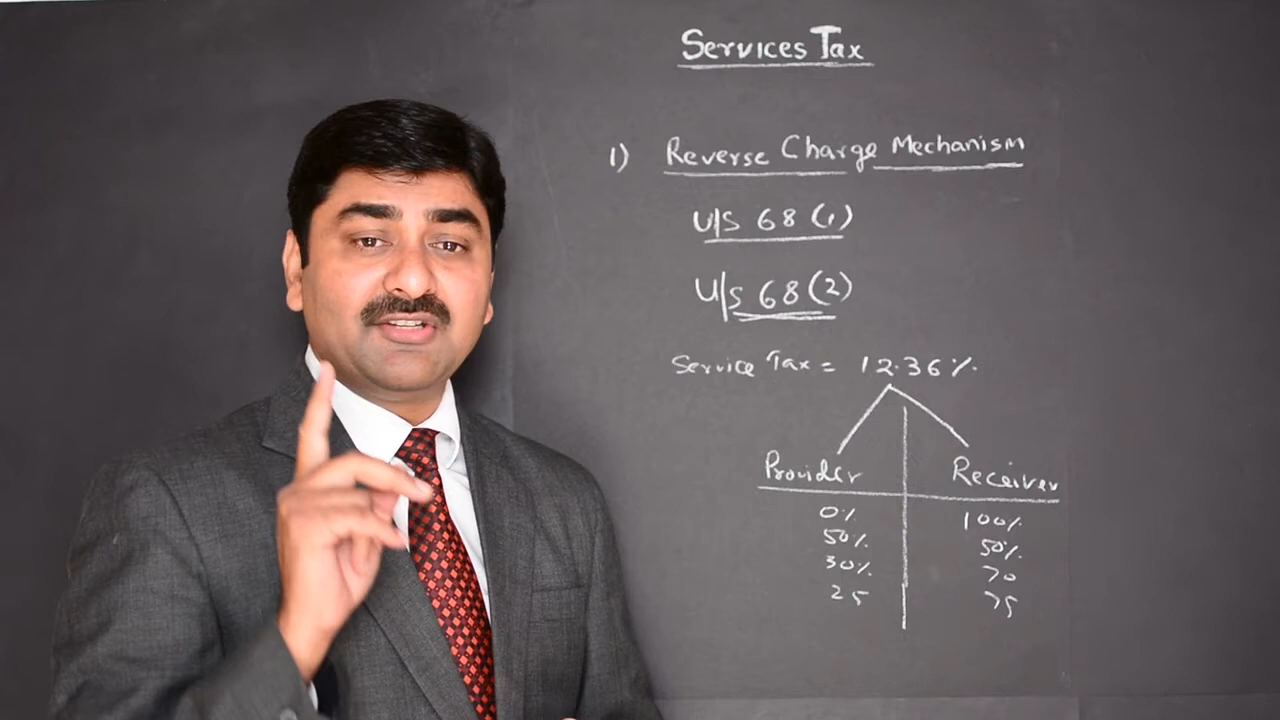 Services Tax
1) Reverse Charge Mechanism
U/S 68 (1)
U/s 68 (2)
Service Tax = 12.36%.
Provider Receiver
0% 100%
50% 50%
30% 70
25 75